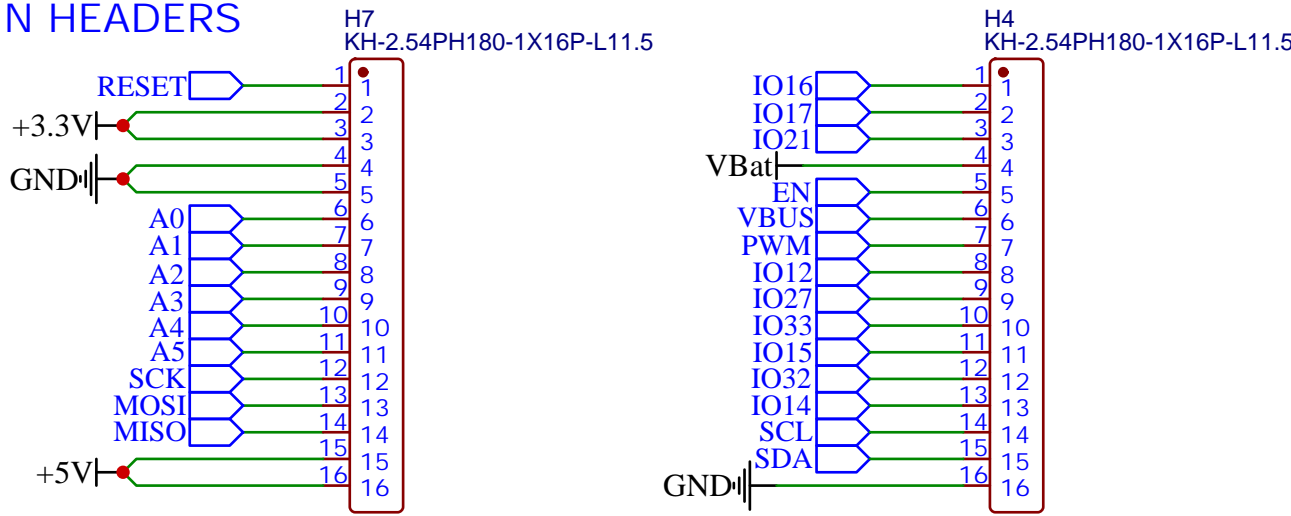 N HEADERS
H7
KH-2.54PH180-1X16P-L11.5
RESET 1 1
+3.3V 2 2
3 3
GND 4 4
5 5
A0 6 6
A1 7 7
A2 8 8
A3 9 9
A4 10 10
A5 11 11
SCK 12 12
MOSI 13 13
MISO 14 14
+5V 15 15
16 16
H4
KH-2.54PH180-1X16P-L11.5
IO16 1 1
IO17 2 2
IO21 3 3
VBat 4 4
EN 5 5
VBUS 6 6
PWM 7 7
IO12 8 8
IO27 9 9
IO33 10 10
IO15 11 11
IO32 12 12
IO14 13 13
SCL 14 14
SDA 15 15
GND 16 16